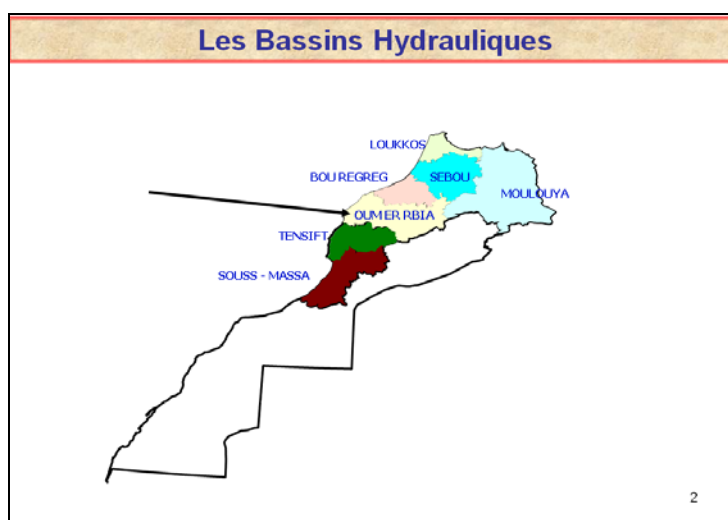 Les Bassins Hydrauliques
LOUKKOS
BOU REGREG
SEBOU
MOULOUYA
OUM ER RBIA
TENSIFT
SOUSS - MASSA
2